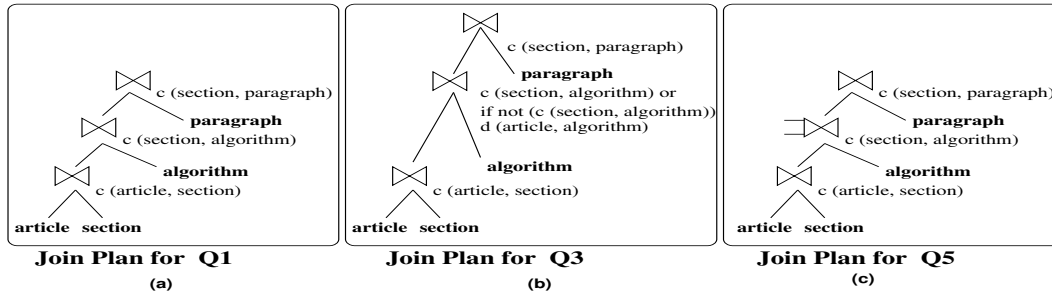 c (section, paragraph)
paragraph
c (section, algorithm)
algorithm
c (article, section)
article section
Join Plan for Q1
(a)
c (section, paragraph)
paragraph
c (section, algorithm) or
if not (c (section, algorithm))
d (article, algorithm)
algorithm
c (article, section)
article section
Join Plan for Q3
(b)
c (section, paragraph)
paragraph
c (section, algorithm)
algorithm
c (article, section)
article section
Join Plan for Q5
(c)